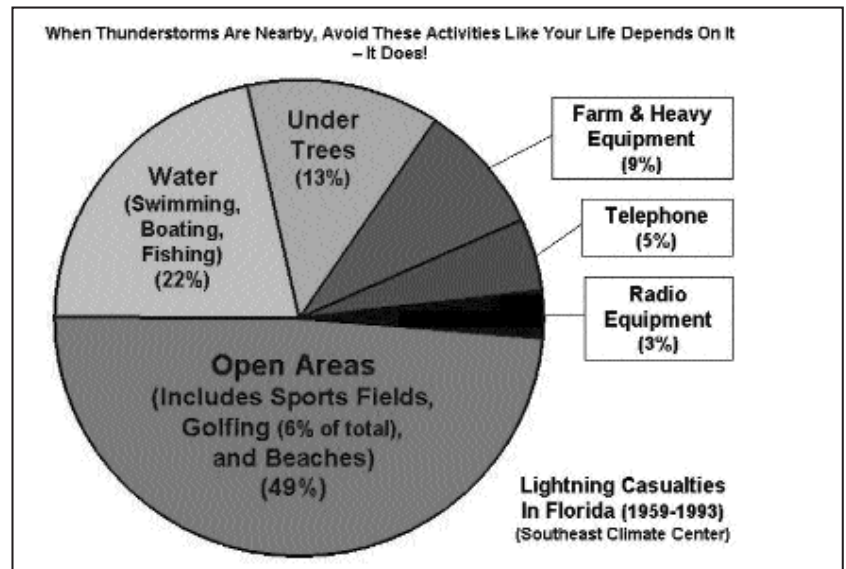 When Thunderstorms Are Nearby, Avoid These Activities Like Your Life Depends On It
– It Does!
Under
Trees
(13%)
Farm & Heavy
Equipment
(9%)
Water
(Swimming,
Boating,
Fishing)
(22%)
Telephone
(5%)
Radio
Equipment
(3%)
Open Areas
(Includes Sports Fields,
Golfing (6% of total),
and Beaches)
(49%)
Lightning Casualties
In Florida (1959-1993)
(Southeast Climate Center)